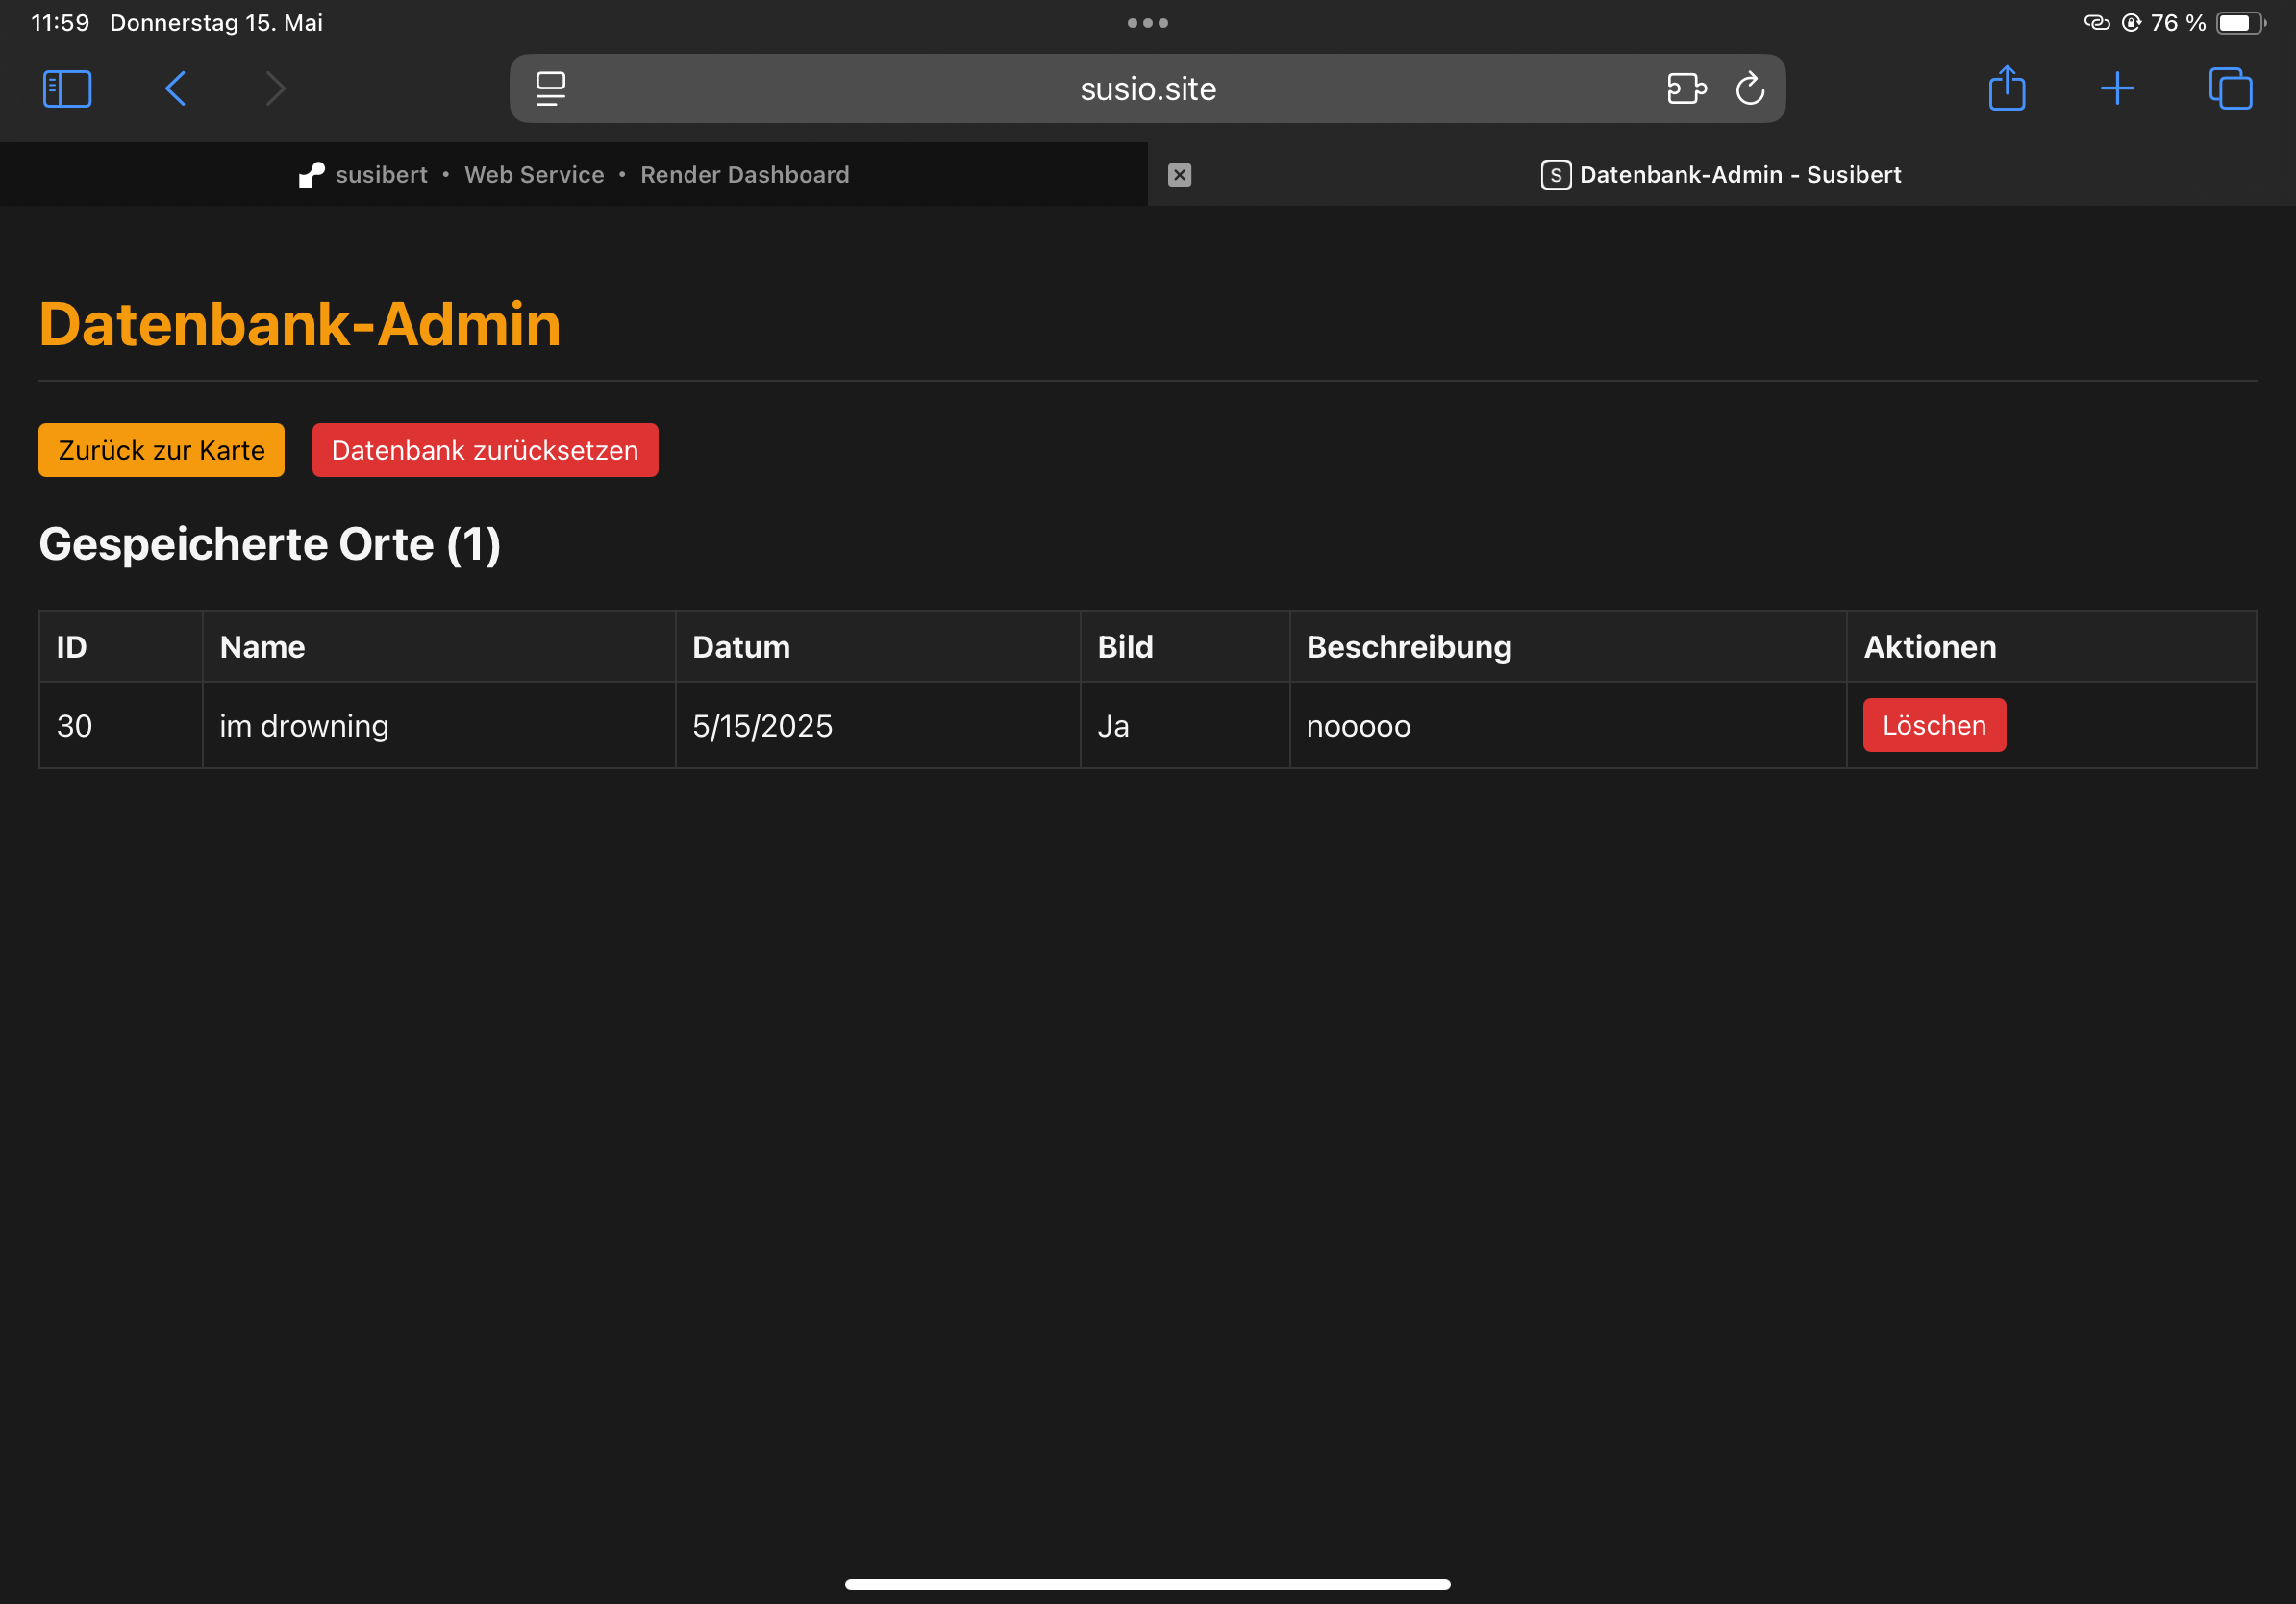 11:59 Donnerstag 15. Mai 76 %
susio.site
susibert • Web Service • Render Dashboard
S Datenbank-Admin - Susibert
Datenbank-Admin
Zurück zur Karte Datenbank zurücksetzen
Gespeicherte Orte (1)
ID Name Datum Bild Beschreibung Aktionen
30 im drowning 5/15/2025 Ja nooooo Löschen